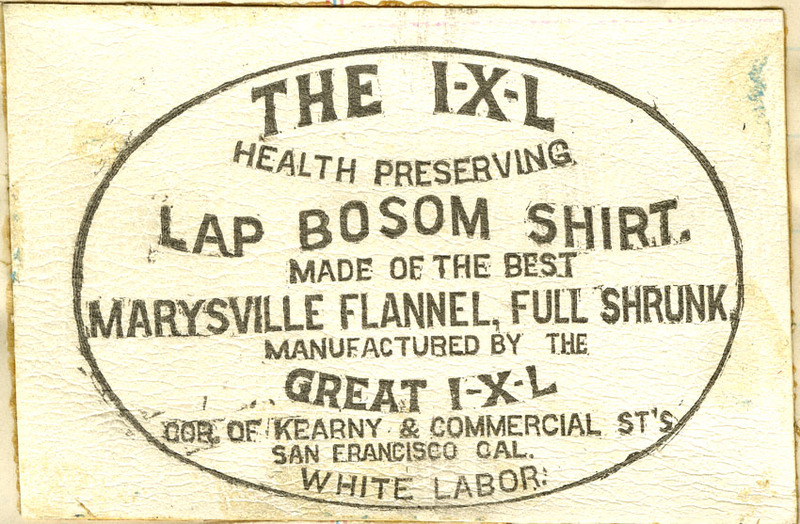 THE I-X-L
HEALTH PRESERVING
LAP BOSOM SHIRT.
MADE OF THE BEST
MARYSVILLE FLANNEL, FULL SHRUNK,
MANUFACTURED BY THE
GREAT I-X-L
COR. OF KEARNY & COMMERCIAL ST'S
SAN FRANCISCO CAL.
WHITE LABOR: